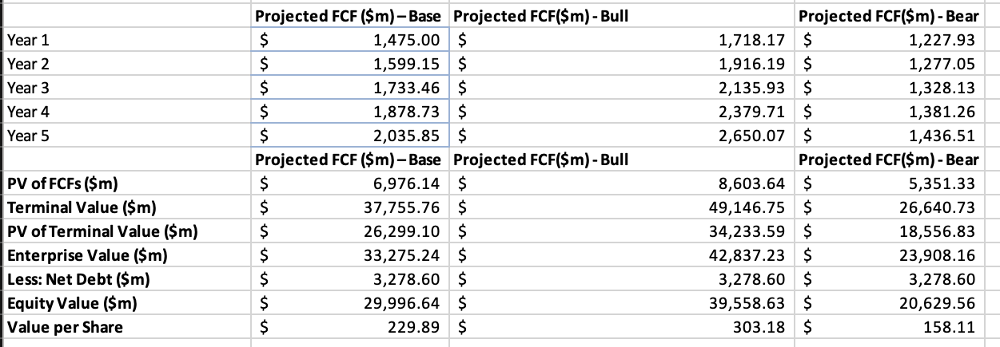 Projected FCF ($m) – Base Projected FCF($m) - Bull Projected FCF($m) - Bear
Year 1 $ 1,475.00 $ 1,718.17 $ 1,227.93
Year 2 $ 1,599.15 $ 1,916.19 $ 1,277.05
Year 3 $ 1,733.46 $ 2,135.93 $ 1,328.13
Year 4 $ 1,878.73 $ 2,379.71 $ 1,381.26
Year 5 $ 2,035.85 $ 2,650.07 $ 1,436.51
Projected FCF ($m) – Base Projected FCF($m) - Bull Projected FCF($m) - Bear
PV of FCFs ($m) $ 6,976.14 $ 8,603.64 $ 5,351.33
Terminal Value ($m) $ 37,755.76 $ 49,146.75 $ 26,640.73
PV of Terminal Value ($m) $ 26,299.10 $ 34,233.59 $ 18,556.83
Enterprise Value ($m) $ 33,275.24 $ 42,837.23 $ 23,908.16
Less: Net Debt ($m) $ 3,278.60 $ 3,278.60 $ 3,278.60
Equity Value ($m) $ 29,996.64 $ 39,558.63 $ 20,629.56
Value per Share $ 229.89 $ 303.18 $ 158.11